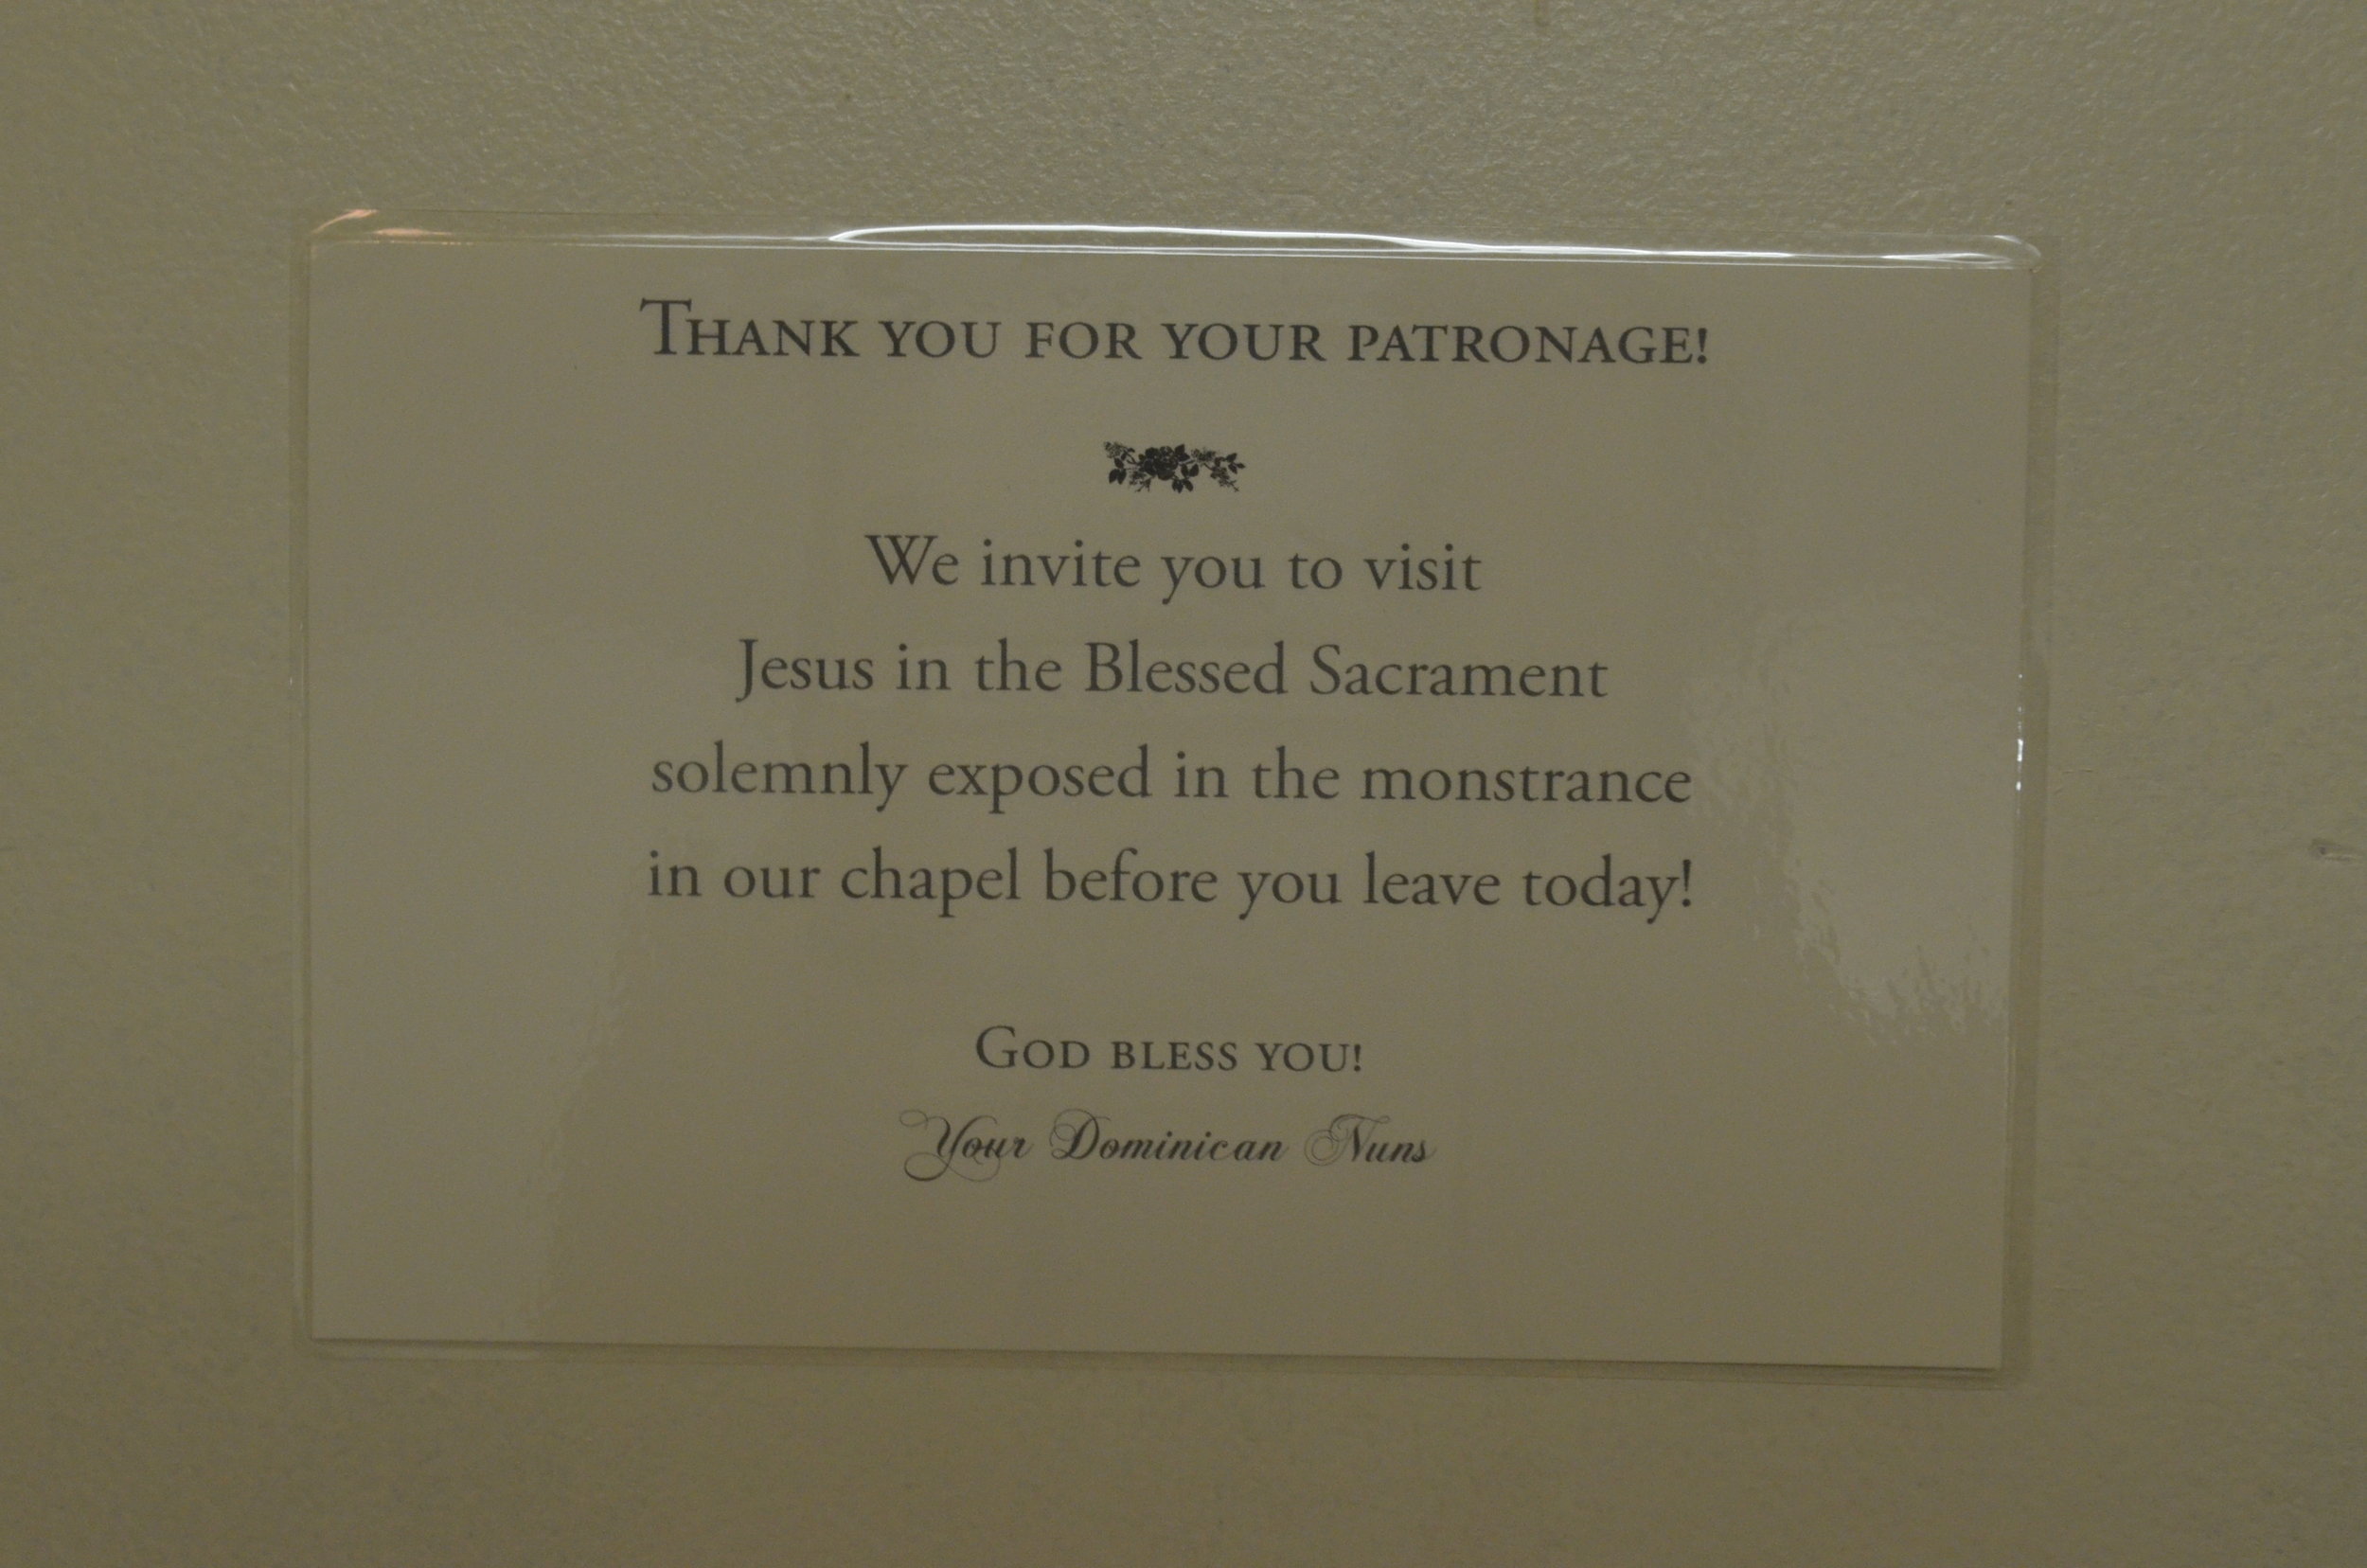 Thank you for your patronage!
We invite you to visit
Jesus in the Blessed Sacrament
solemnly exposed in the monstrance
in our chapel before you leave today!
God bless you!
Your Dominican Nuns